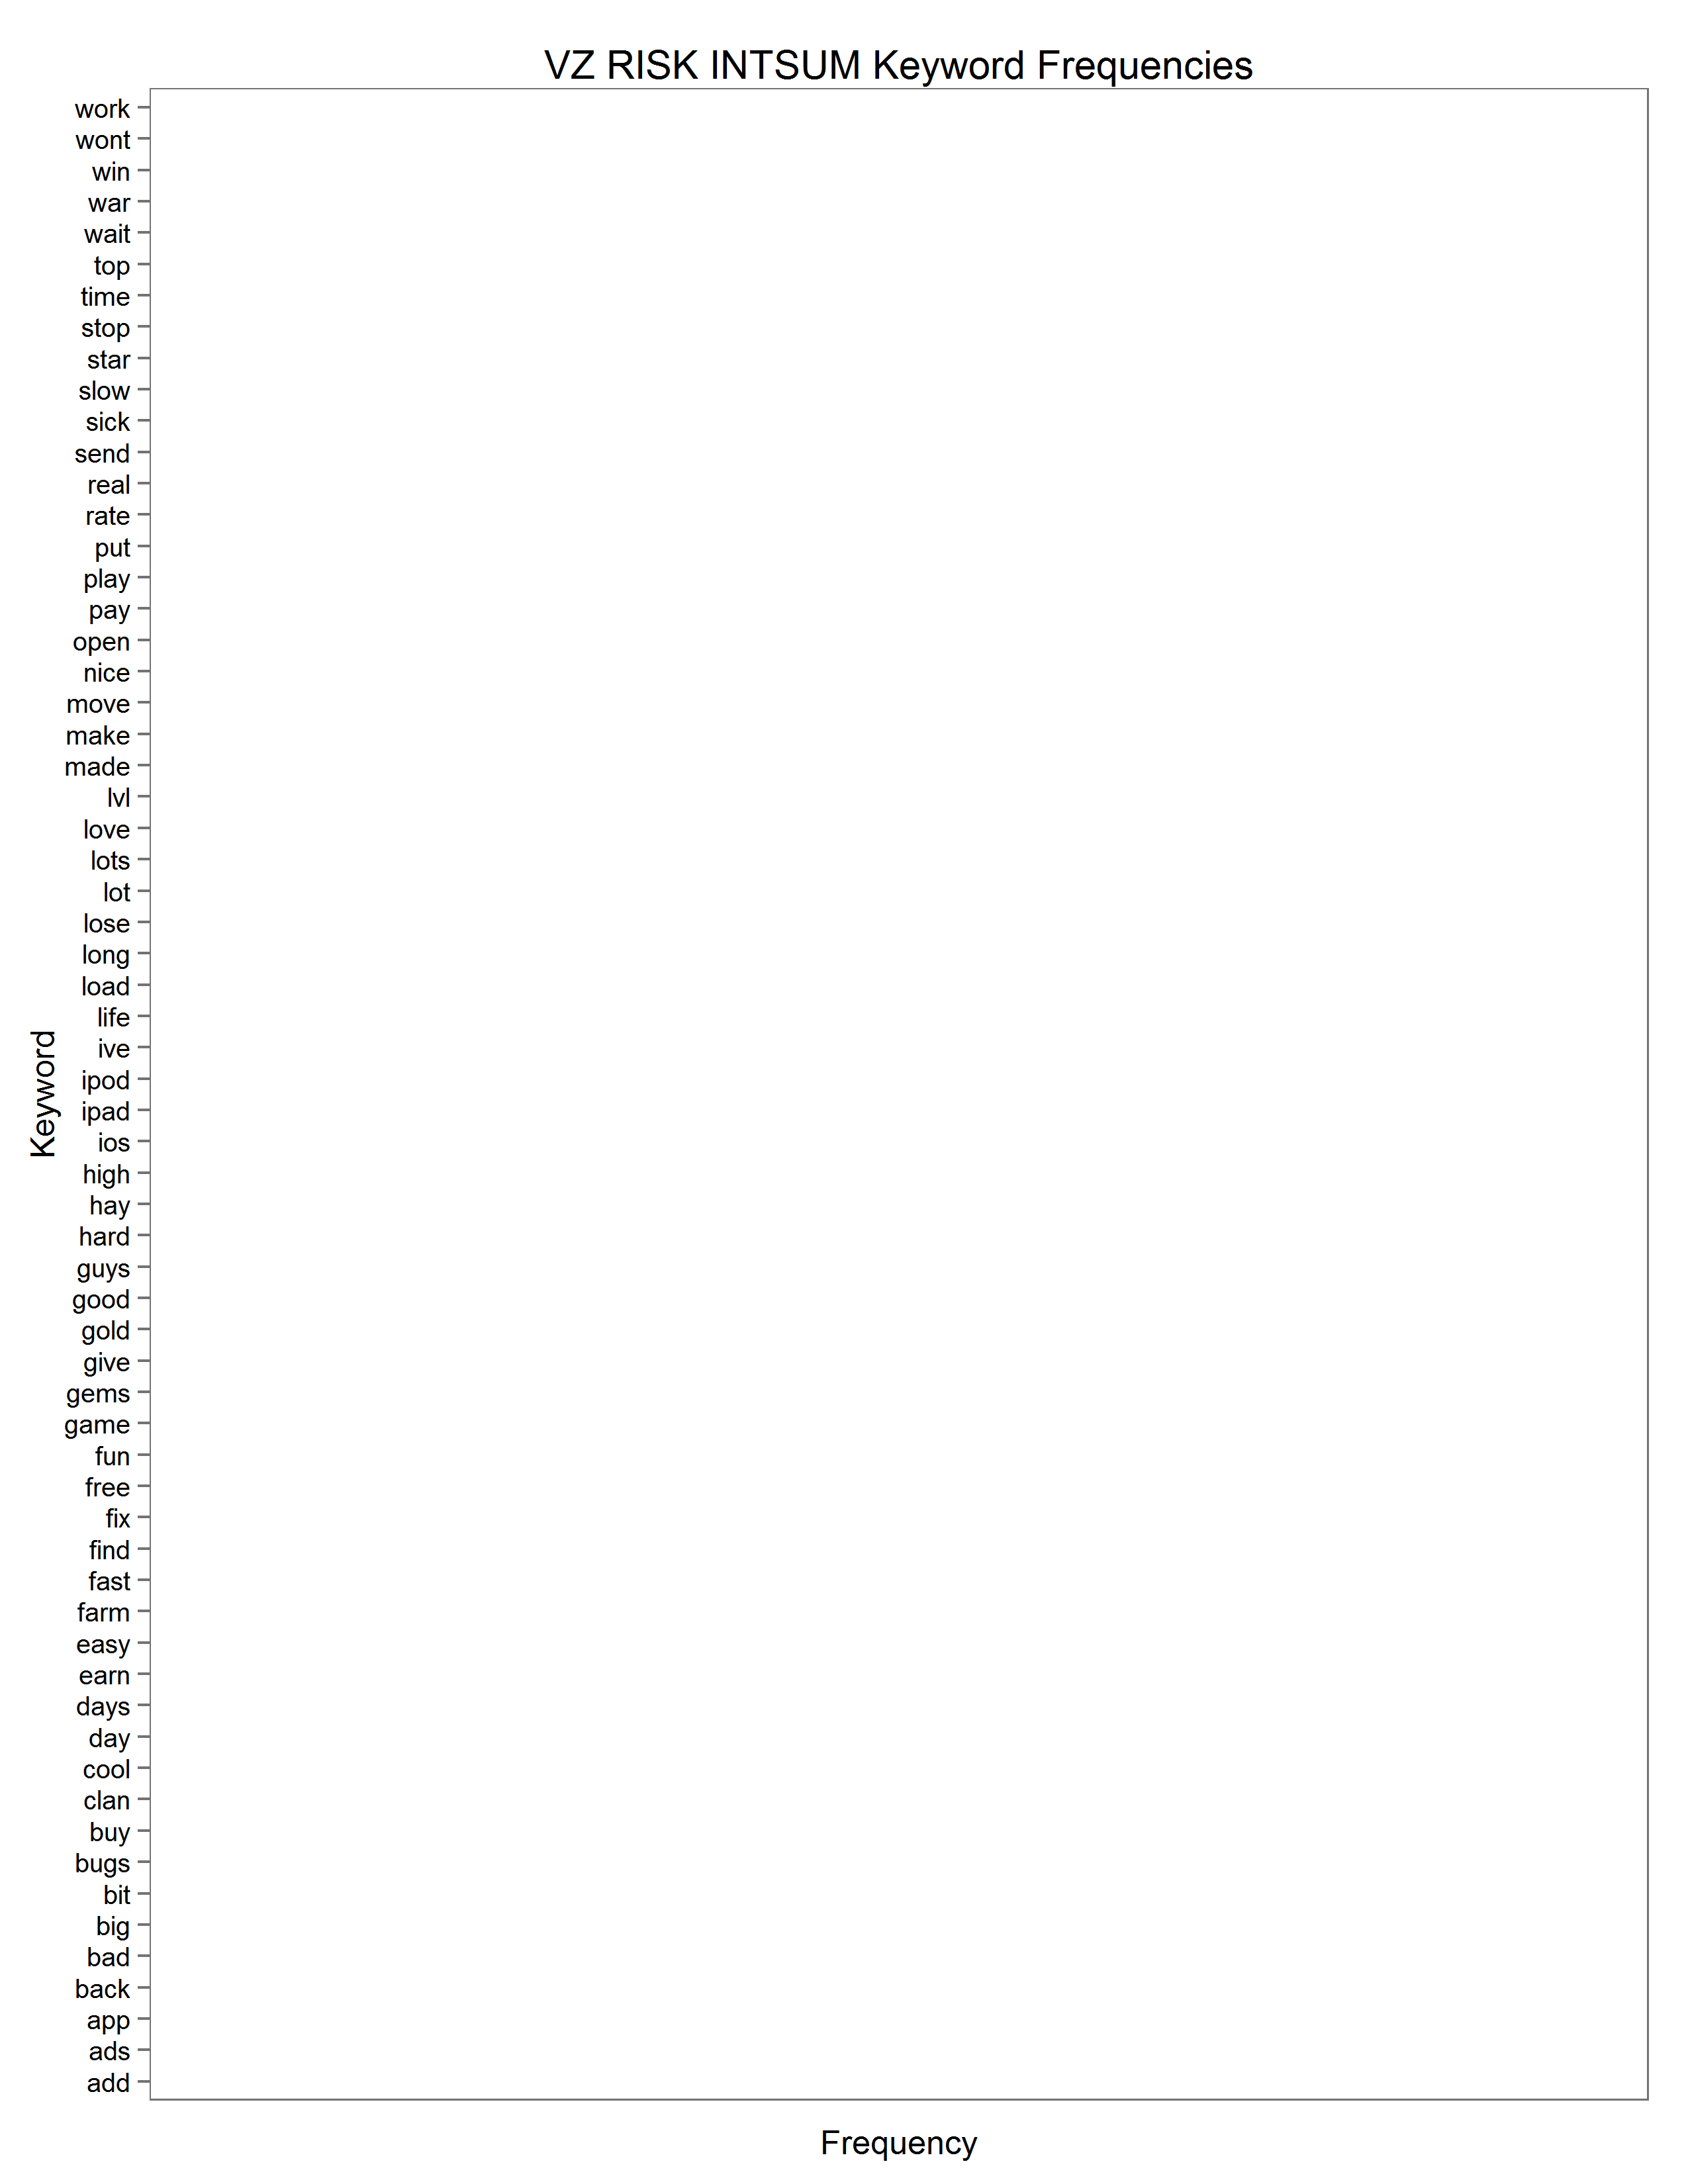 VZ RISK INTSUM Keyword Frequencies
work
wont
win
war
wait
top
time
stop
star
slow
sick
send
real
rate
put
play
pay
open
nice
move
make
made
lvl
love
lots
lot
lose
long
load
life
ive
ipod
ipad
ios
high
hay
hard
guys
good
gold
give
gems
game
fun
free
fix
find
fast
farm
easy
earn
days
day
cool
clan
buy
bugs
bit
big
bad
back
app
ads
add
Keyword
Frequency